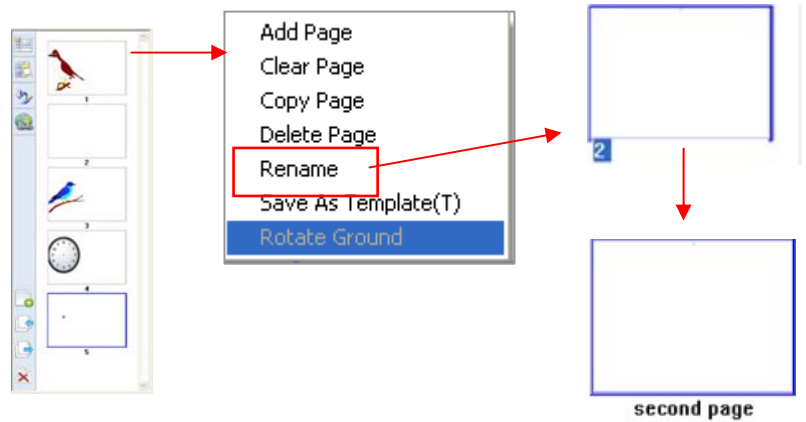 1
2
3
4
5
Add Page
Clear Page
Copy Page
Delete Page
Rename
Save As Template(T)
Rotate Ground
2
second page